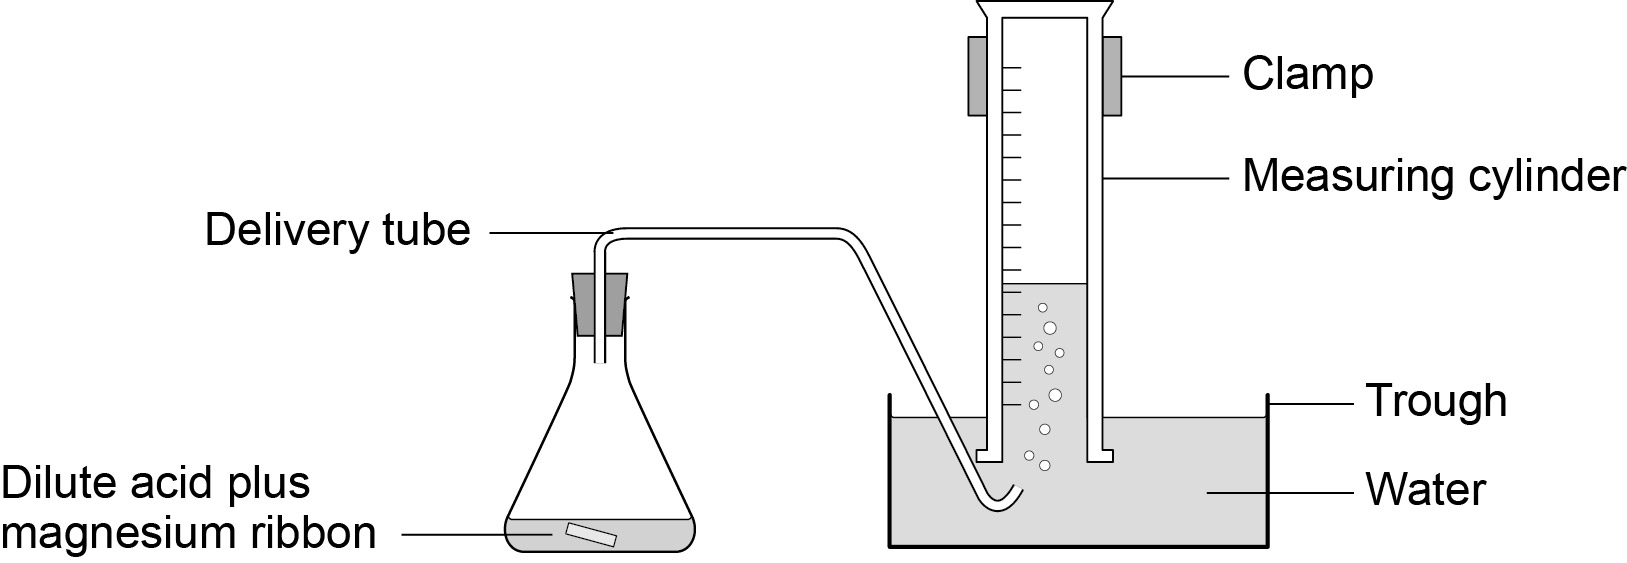 Clamp
Measuring cylinder
Delivery tube
Trough
Dilute acid plus
magnesium ribbon
Water